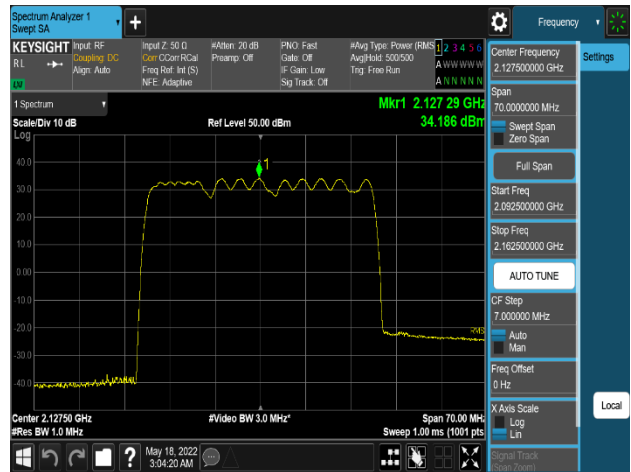 Spectrum Analyzer 1
Swept SA
Frequency
KEYSIGHT Input: RF
RL Coupling: DC
Align: Auto
Input Z: 50 Ω
Corr CCorr RCal
Freq Ref: Int (S)
NFE: Adaptive
#Atten: 20 dB
Preamp: Off
PNO: Fast
Gate: Off
IF Gain: Low
Sig Track: Off
#Avg Type: Power (RMS
Avg|Hold: 500/500
Trig: Free Run
1 2 3 4 5 6
A W W W W W
A N N N N N
1 Spectrum
Mkr1 2.127 29 GHz
Scale/Div 10 dB
Ref Level 50.00 dBm
34.186 dBm
Log
40.0
30.0
20.0
10.0
0.00
-10.0
-20.0
-30.0
-40.0
1
RMS
Center 2.12750 GHz
#Video BW 3.0 MHz*
Span 70.00 MHz
#Res BW 1.0 MHz
Sweep 1.00 ms (1001 pts)
Center Frequency
2.127500000 GHz
Settings
Span
70.0000000 MHz
Swept Span
Zero Span
Full Span
Start Freq
2.092500000 GHz
Stop Freq
2.162500000 GHz
AUTO TUNE
CF Step
7.000000 MHz
Auto
Man
Freq Offset
0 Hz
X Axis Scale
Log
Lin
Local
Signal Track
(Span Zoom)
?
May 18, 2022
3:04:20 AM